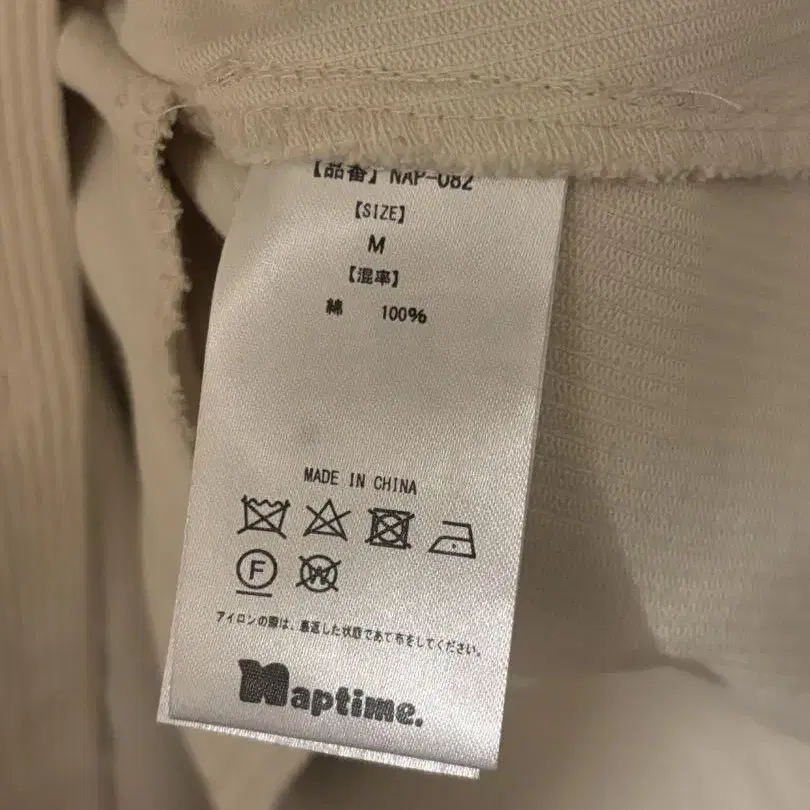 【品番】 NAP-082
【SIZE】
M
【混率】
綿 100%
MADE IN CHINA
F W
アイロンの際は、裏返した状態であて布をしてください。
Naptime.